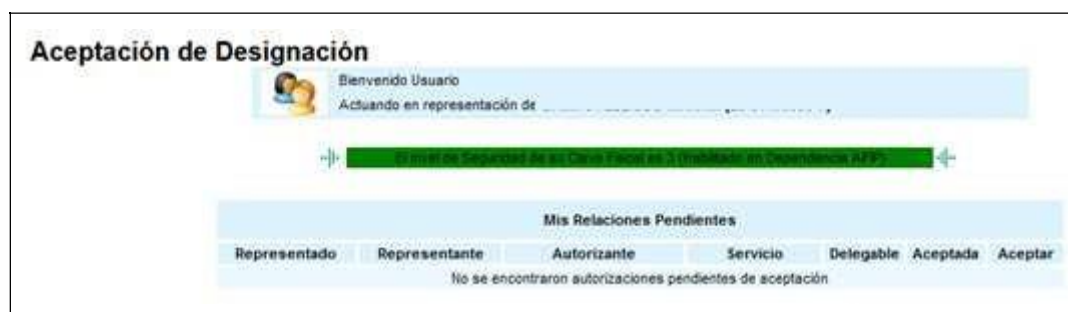 Aceptación de Designación
Bienvenido Usuario
Actuando en representación de
El nivel de Seguridad de su Clave Fiscal es 3 (Habilitado en Dependencia AFIP)
Mis Relaciones Pendientes
Representado Representante Autorizante Servicio Delegable Aceptada Aceptar
No se encontraron autorizaciones pendientes de aceptación